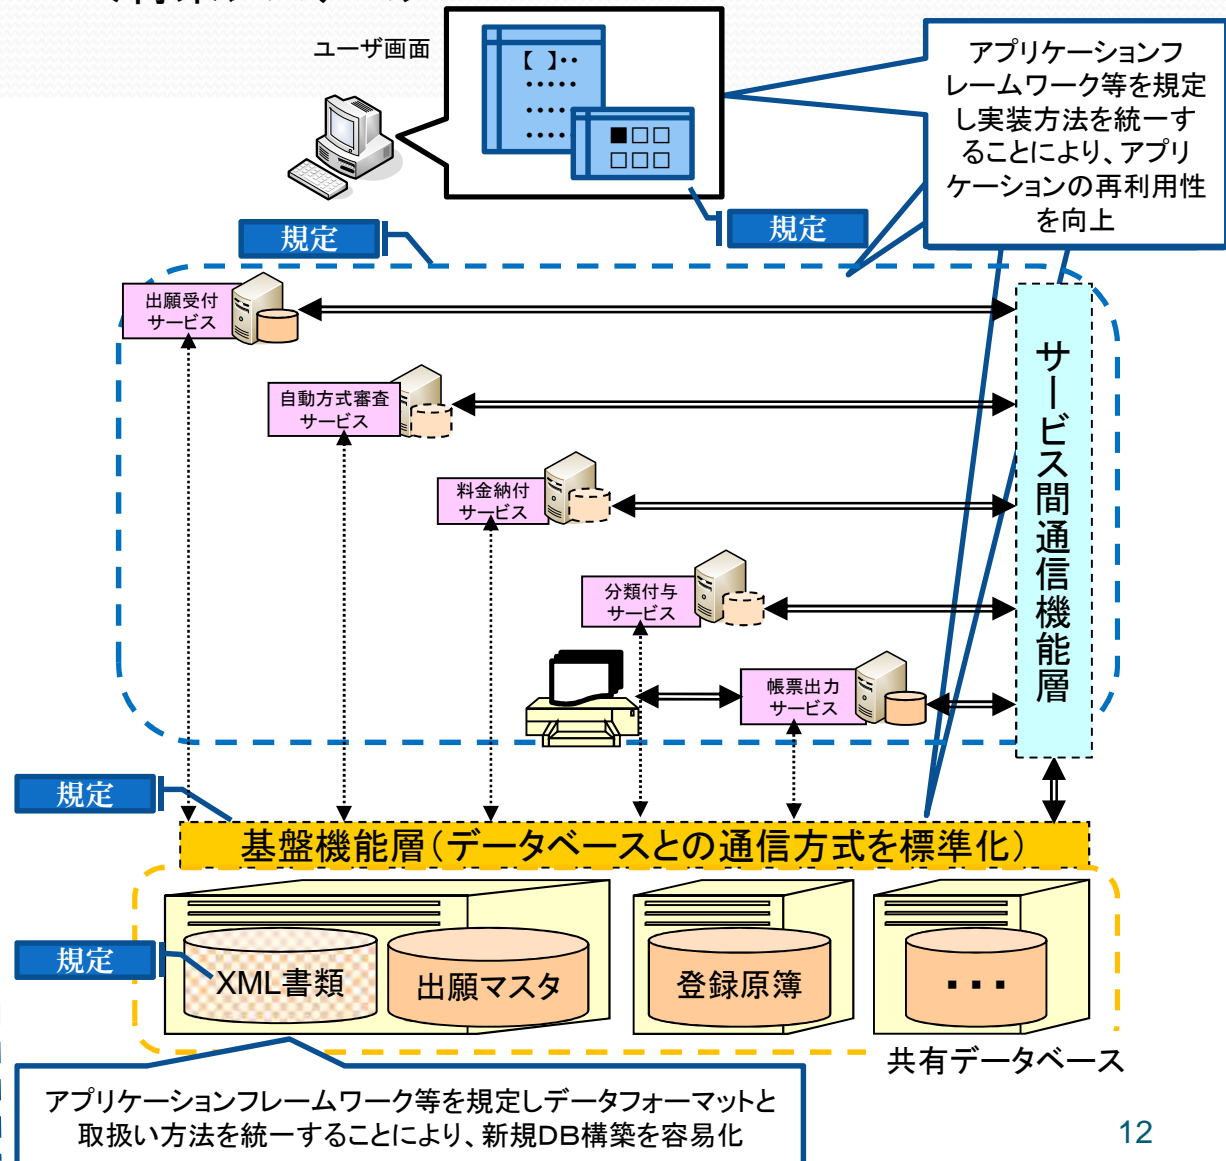 ユーザ画面
【 】・・
・・・・・
・・・・
・・・・
■□□
□□□
アプリケーションフ
レームワーク等を規定
し実装方法を統一す
ることにより、アプリ
ケーションの再利用性
を向上
規定
規定
出願受付
サービス
自動方式審査
サービス
料金納付
サービス
分類付与
サービス
帳票出力
サービス
サービス間通信機能層
規定
基盤機能層(データベースとの通信方式を標準化)
規定
XML書類
出願マスタ
登録原簿
・・・
共有データベース
アプリケーションフレームワーク等を規定しデータフォーマットと
取扱い方法を統一することにより、新規DB構築を容易化
12